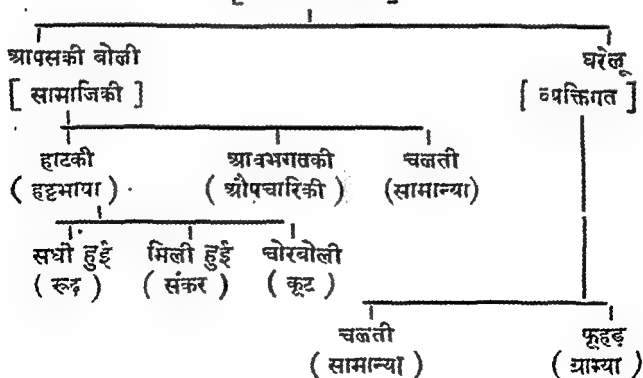 आपसकी बोली घरेलू
[ सामाजिकी ] [ व्यक्तिगत ]
हाटकी आवभगतकी चलती
( हट्टभाषा ) ( औपचारिकी ) (सामान्या)
सधी हुई मिली हुई चोरबोली
( रूढ़ ) ( संकर ) ( कूट )
चलती फूहड़
( सामान्या ) ( ग्राम्या )